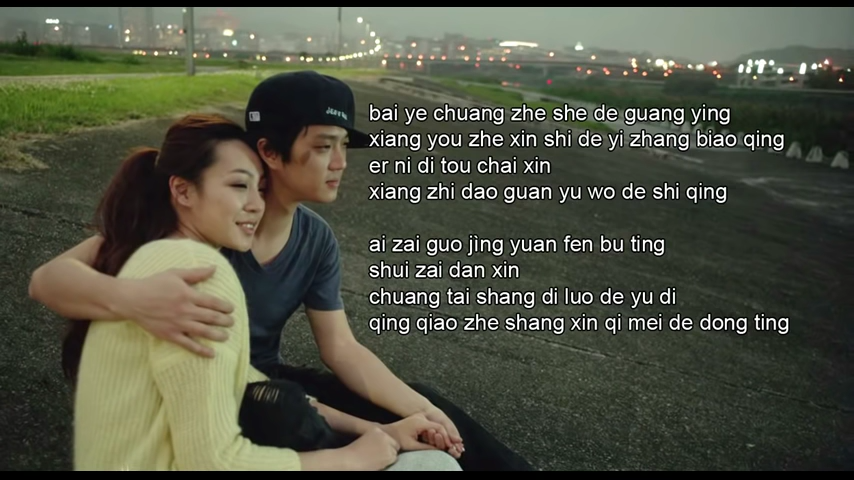 bai ye chuang zhe she de guang ying
xiang you zhe xin shi de yi zhang biao qing
er ni di tou chai xin
xiang zhi dao guan yu wo de shi qing
ai zai guo jìng yuan fen bu ting
shui zai dan xin
chuang tai shang di luo de yu di
qing qiao zhe shang xin qi mei de dong ting